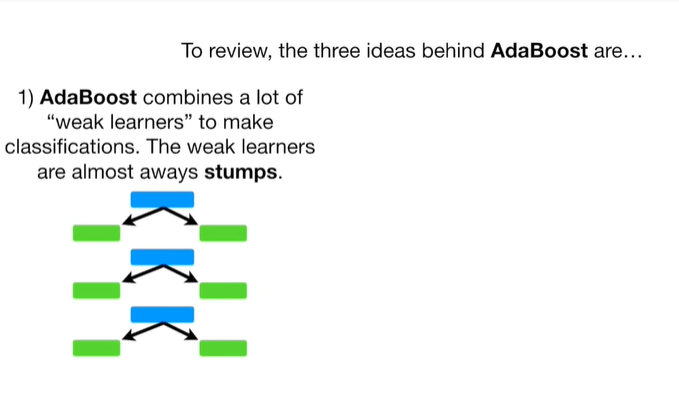 To review, the three ideas behind AdaBoost are…
1) AdaBoost combines a lot of
“weak learners” to make
classifications. The weak learners
are almost aways stumps.